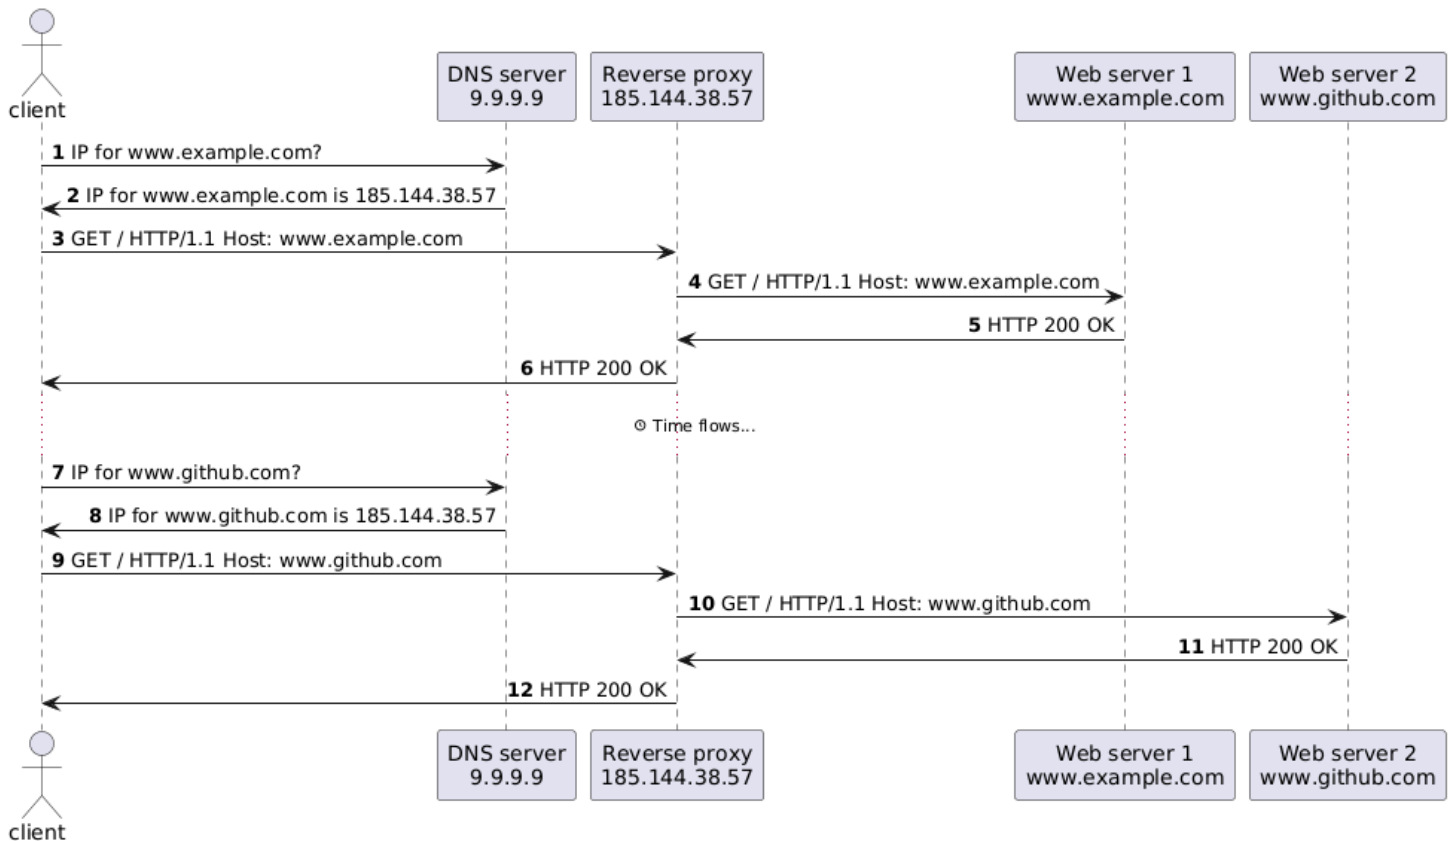 client
DNS server
9.9.9.9
Reverse proxy
185.144.38.57
Web server 1
www.example.com
Web server 2
www.github.com
1 IP for www.example.com?
2 IP for www.example.com is 185.144.38.57
3 GET / HTTP/1.1 Host: www.example.com
4 GET / HTTP/1.1 Host: www.example.com
5 HTTP 200 OK
6 HTTP 200 OK
Time flows...
7 IP for www.github.com?
8 IP for www.github.com is 185.144.38.57
9 GET / HTTP/1.1 Host: www.github.com
10 GET / HTTP/1.1 Host: www.github.com
11 HTTP 200 OK
12 HTTP 200 OK
client
DNS server
9.9.9.9
Reverse proxy
185.144.38.57
Web server 1
www.example.com
Web server 2
www.github.com